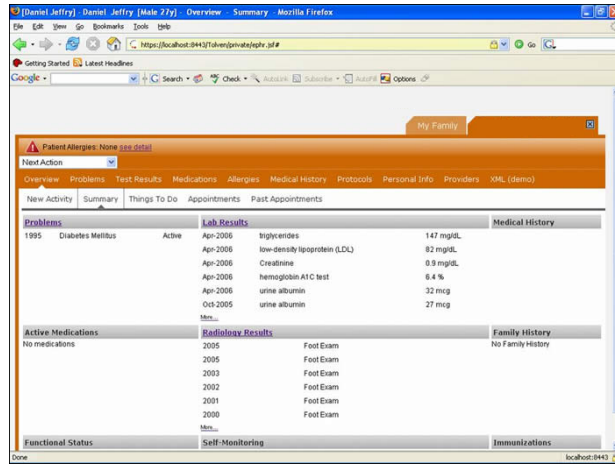 [Daniel Jeffry] - Daniel Jeffry [Male 27y] - Overview - Summary - Mozilla Firefox
File Edit View Go Bookmarks Tools Help
https://localhost:8443/Tolven/private/ephr.jsf# Go
Getting Started Latest Headlines
Google Search Check AutoLink Subscribe AutoFill Options
My Family
Patient Allergies: None see detail
Next Action
Overview Problems Test Results Medications Allergies Medical History Protocols Personal Info Providers XML (demo)
New Activity Summary Things To Do Appointments Past Appointments
Problems Lab Results Medical History
1995 Diabetes Mellitus Active Apr-2006 triglycerides 147 mg/dL
Apr-2006 low-density lipoprotein (LDL) 82 mg/dL
Apr-2006 Creatinine 0.9 mg/dL
Apr-2006 hemoglobin A1C test 6.4 %
Apr-2006 urine albumin 32 mcg
Oct-2005 urine albumin 27 mcg
More...
Active Medications Radiology Results Family History
No medications 2005 Foot Exam No Family History
2005 Foot Exam
2003 Foot Exam
2002 Foot Exam
2001 Foot Exam
2000 Foot Exam
More...
Functional Status Self-Monitoring Immunizations
Done localhost:8443